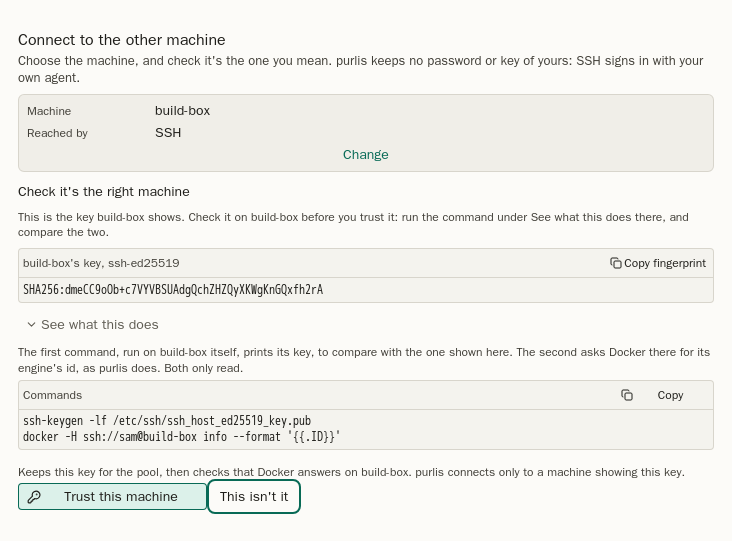 Connect to the other machine
Choose the machine, and check it's the one you mean. purlis keeps no password or key of yours: SSH signs in with your
own agent.
Machine build-box
Reached by SSH
Change
Check it's the right machine
This is the key build-box shows. Check it on build-box before you trust it: run the command under See what this does there, and
compare the two.
build-box's key, ssh-ed25519 Copy fingerprint
SHA256:dmeCC9oOb+c7VYVBSUAdgQchZHZQyXKWgKnGQxfh2rA
See what this does
The first command, run on build-box itself, prints its key, to compare with the one shown here. The second asks Docker there for its
engine's id, as purlis does. Both only read.
Commands Copy
ssh-keygen -lf /etc/ssh/ssh_host_ed25519_key.pub
docker -H ssh://sam@build-box info --format '{{.ID}}'
Keeps this key for the pool, then checks that Docker answers on build-box. purlis connects only to a machine showing this key.
Trust this machine This isn't it